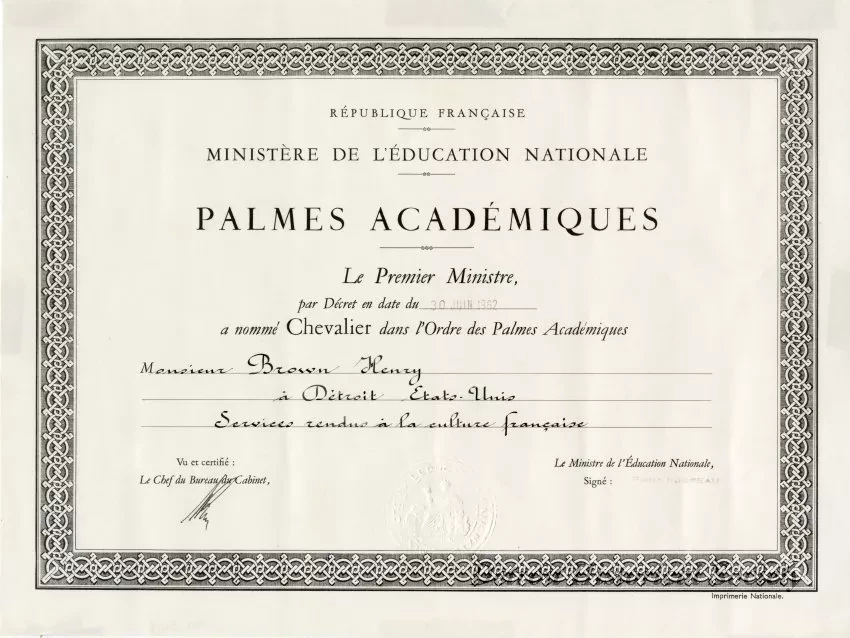 RÉPUBLIQUE FRANÇAISE
MINISTÈRE DE L'ÉDUCATION NATIONALE
PALMES ACADÉMIQUES
Le Premier Ministre,
par Décret en date du 30 JUIN 1962
a nommé Chevalier dans l'Ordre des Palmes Académiques
Monsieur Brown Henry
à Détroit Etats-Unis
Services rendus à la culture française
Vu et certifié :
Le Chef du Bureau du Cabinet,
Le Ministre de l'Éducation Nationale,
Signé :
Imprimerie Nationale.